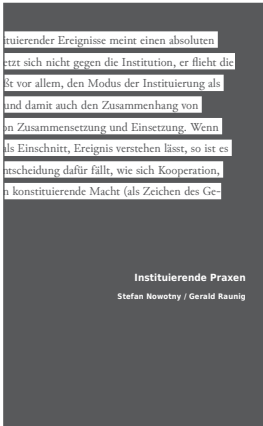 ituierender Ereignisse meint einen absoluten
etzt sich nicht gegen die Institution, er flieht die
ßt vor allem, den Modus der Instituierung als
und damit auch den Zusammenhang von
on Zusammensetzung und Einsetzung. Wenn
als Einschnitt, Ereignis verstehen lässt, so ist es
ntscheidung dafür fällt, wie sich Kooperation,
n konstituierende Macht (als Zeichen des Ge-
Instituierende Praxen
Stefan Nowotny / Gerald Raunig